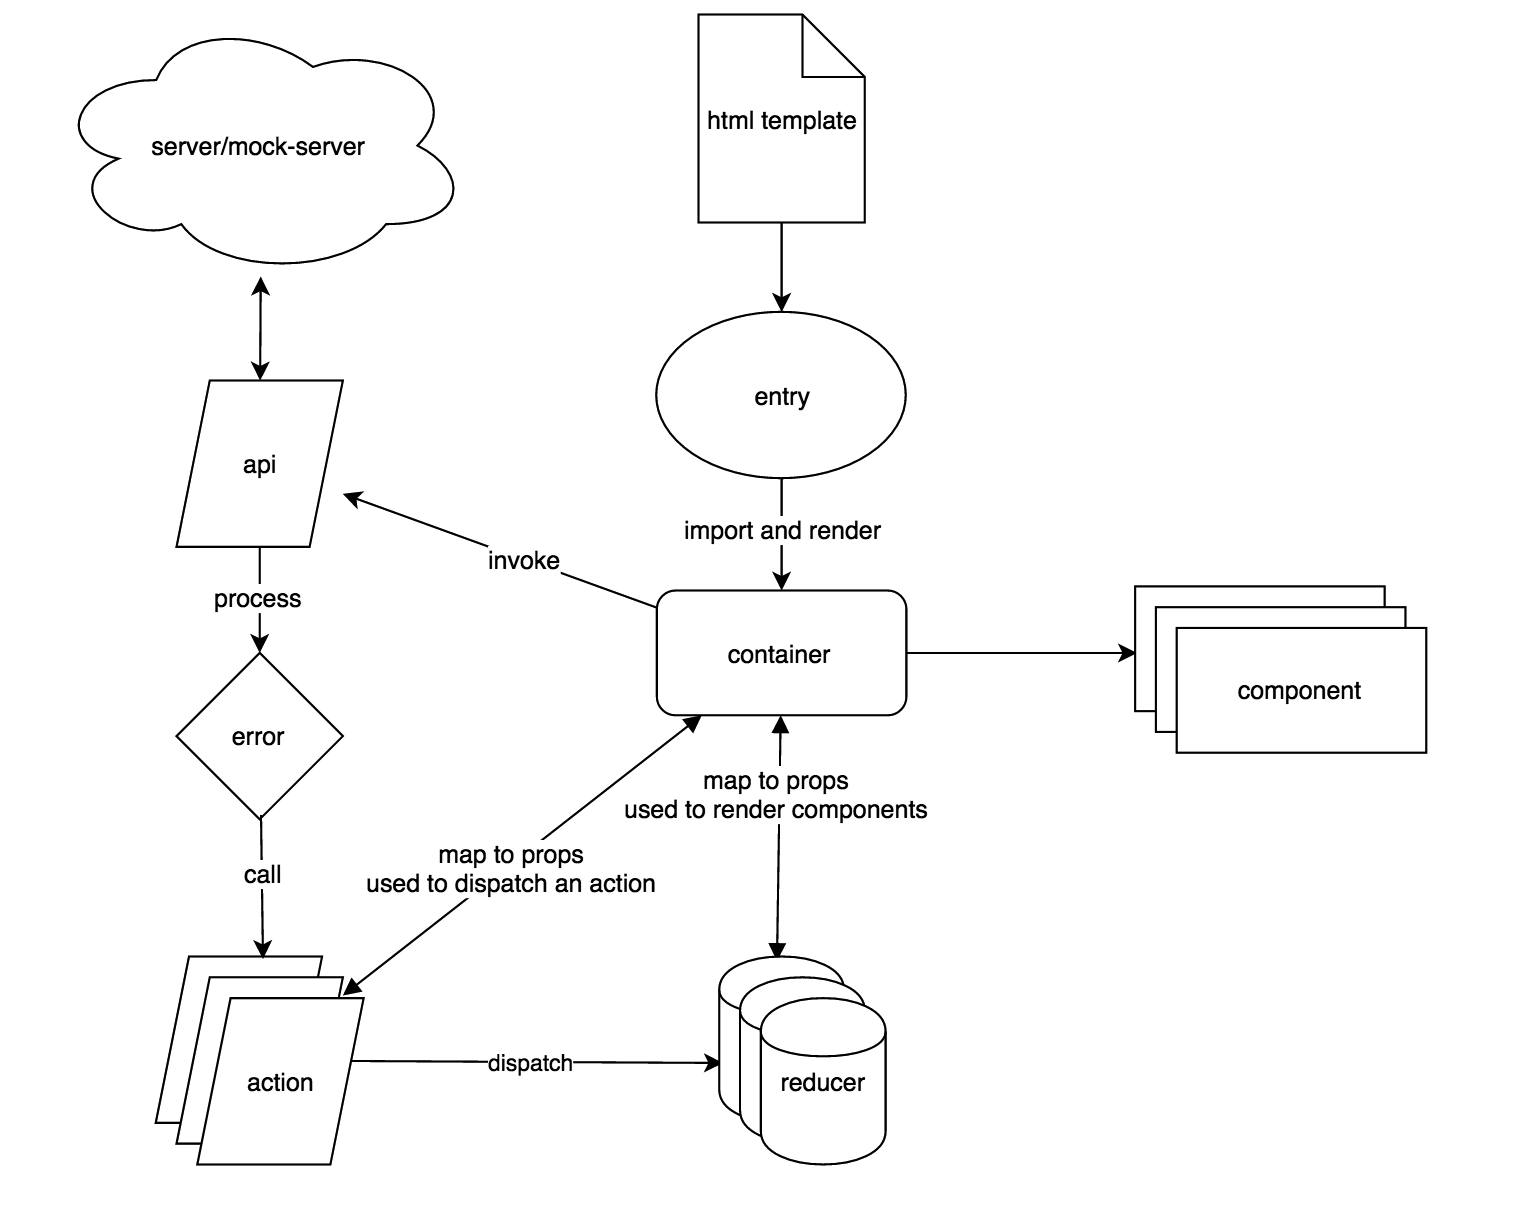 html template
server/mock-server
entry
api
import and render
invoke
process
container
component
error
map to props
used to render components
map to props
used to dispatch an action
call
dispatch
action
reducer